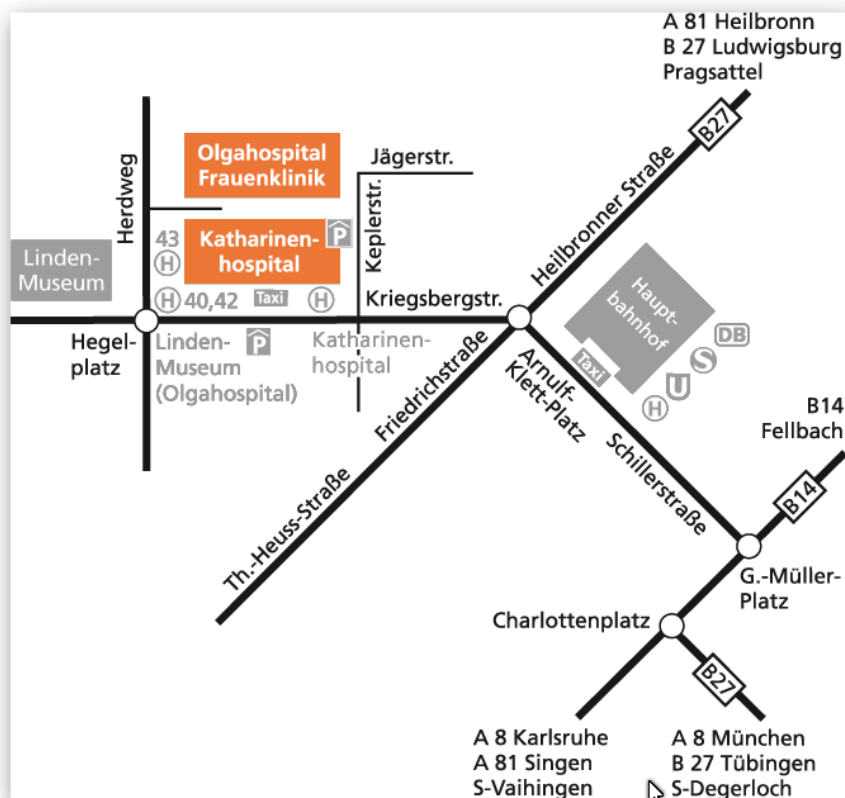 A 81 Heilbronn
B 27 Ludwigsburg
Pragsattel
B27
Heilbronner Straße
Herdweg
Olgahospital
Frauenklinik
Jägerstr.
Keplerstr.
43
H
Katharinen-
hospital
P
Linden-
Museum
H 40,42 Taxi H
Kriegsbergstr.
Haupt-
bahnhof
Taxi
DB
S
U
H
Hegel-
platz
Linden-
Museum
(Olgahospital)
P
Katharinen-
hospital
Friedrichstraße
Th.-Heuss-Straße
Arnulf-
Klett-Platz
Schillerstraße
B14
Fellbach
B14
G.-Müller-
Platz
Charlottenplatz
B27
A 8 Karlsruhe
A 81 Singen
S-Vaihingen
A 8 München
B 27 Tübingen
S-Degerloch